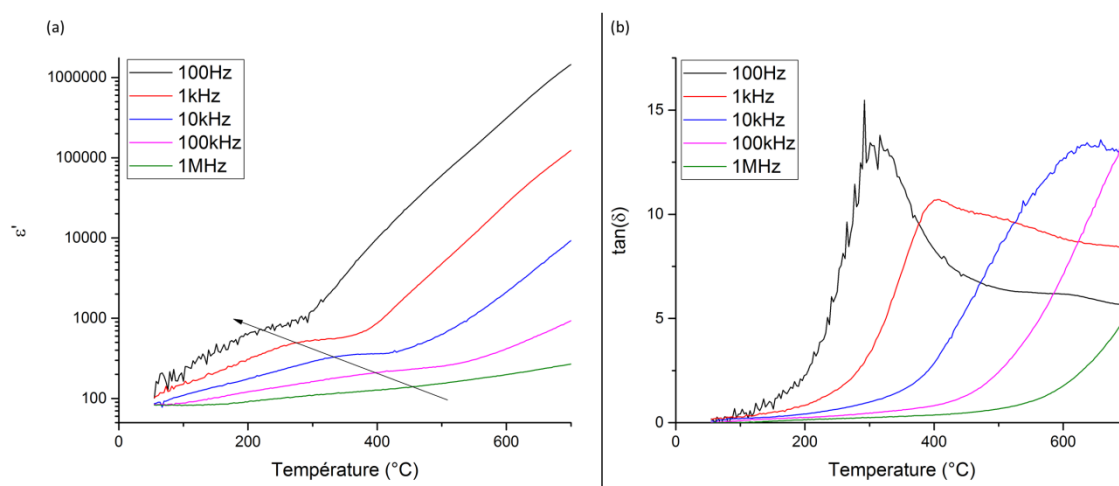 (a)
100Hz
1kHz
10kHz
100kHz
1MHz
1000000
100000
10000
1000
100
ε'
0 200 400 600
Température (°C)
(b)
100Hz
1kHz
10kHz
100kHz
1MHz
15
10
5
0
tan(δ)
0 200 400 600
Temperature (°C)